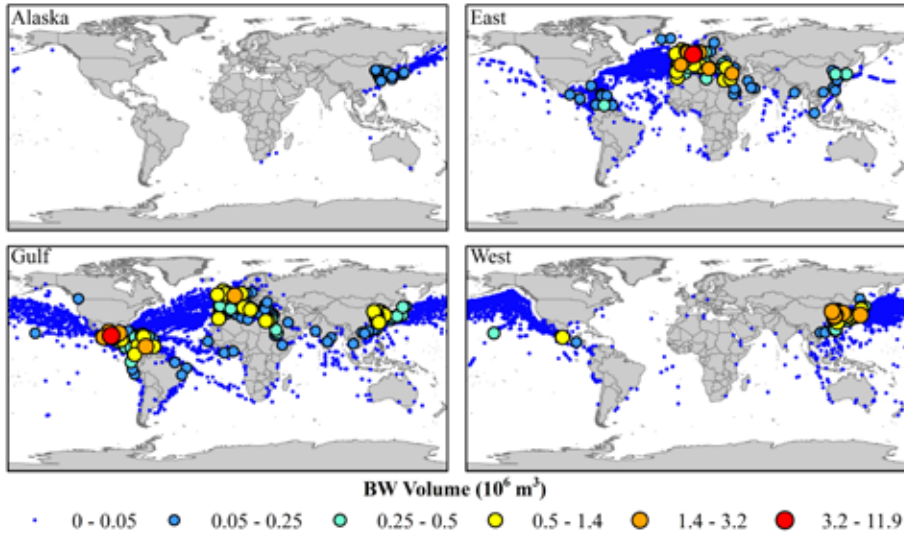 Alaska
East
Gulf
West
BW Volume (10⁶ m³)
0 - 0.05 0.05 - 0.25 0.25 - 0.5 0.5 - 1.4 1.4 - 3.2 3.2 - 11.9